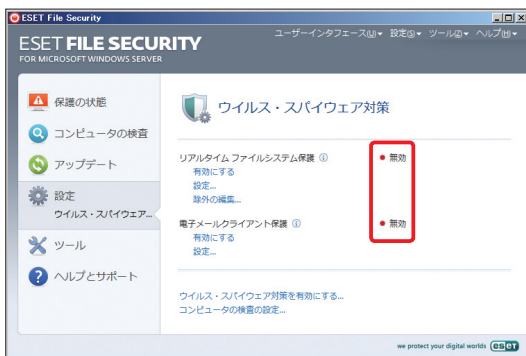 ESET File Security
ESET FILE SECURITY
FOR MICROSOFT WINDOWS SERVER
ユーザーインタフェース(U)▼ 設定(S)▼ ツール(Z)▼ ヘルプ(H)▼
保護の状態
コンピュータの検査
アップデート
設定
ウイルス・スパイウェア...
ツール
ヘルプとサポート
ウイルス・スパイウェア対策
リアルタイム ファイルシステム保護 無効
有効にする
設定...
除外の編集...
電子メールクライアント保護 無効
有効にする
設定...
ウイルス・スパイウェア対策を有効にする...
コンピュータの検査の設定...
we protect your digital worlds eset